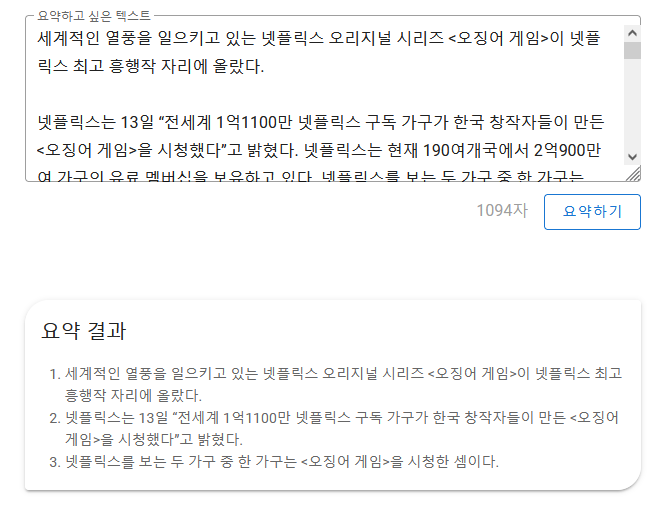 요약하고 싶은 텍스트
세계적인 열풍을 일으키고 있는 넷플릭스 오리지널 시리즈 <오징어 게임>이 넷플
릭스 최고 흥행작 자리에 올랐다.
넷플릭스는 13일 “전세계 1억1100만 넷플릭스 구독 가구가 한국 창작자들이 만든
<오징어 게임>을 시청했다”고 밝혔다. 넷플릭스는 현재 190여개국에서 2억900만
여 가구의 유료 멤버십을 보유하고 있다. 넷플릭스를 보는 두 가구 중 한 가구는
1094자
요약하기
요약 결과
1. 세계적인 열풍을 일으키고 있는 넷플릭스 오리지널 시리즈 <오징어 게임>이 넷플릭스 최고
흥행작 자리에 올랐다.
2. 넷플릭스는 13일 “전세계 1억1100만 넷플릭스 구독 가구가 한국 창작자들이 만든 <오징어
게임>을 시청했다”고 밝혔다.
3. 넷플릭스를 보는 두 가구 중 한 가구는 <오징어 게임>을 시청한 셈이다.